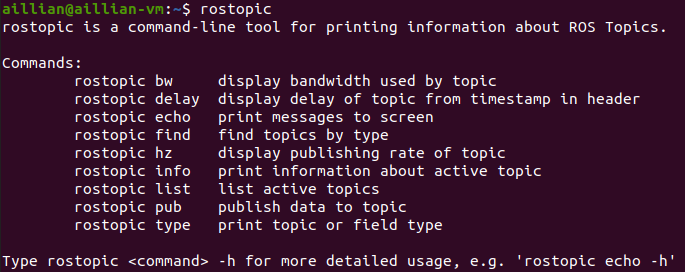 aillian@aillian-vm:~$ rostopic
rostopic is a command-line tool for printing information about ROS Topics.

Commands:
        rostopic bw     display bandwidth used by topic
        rostopic delay  display delay of topic from timestamp in header
        rostopic echo   print messages to screen
        rostopic find   find topics by type
        rostopic hz     display publishing rate of topic
        rostopic info   print information about active topic
        rostopic list   list active topics
        rostopic pub    publish data to topic
        rostopic type   print topic or field type

Type rostopic <command> -h for more detailed usage, e.g. 'rostopic echo -h'